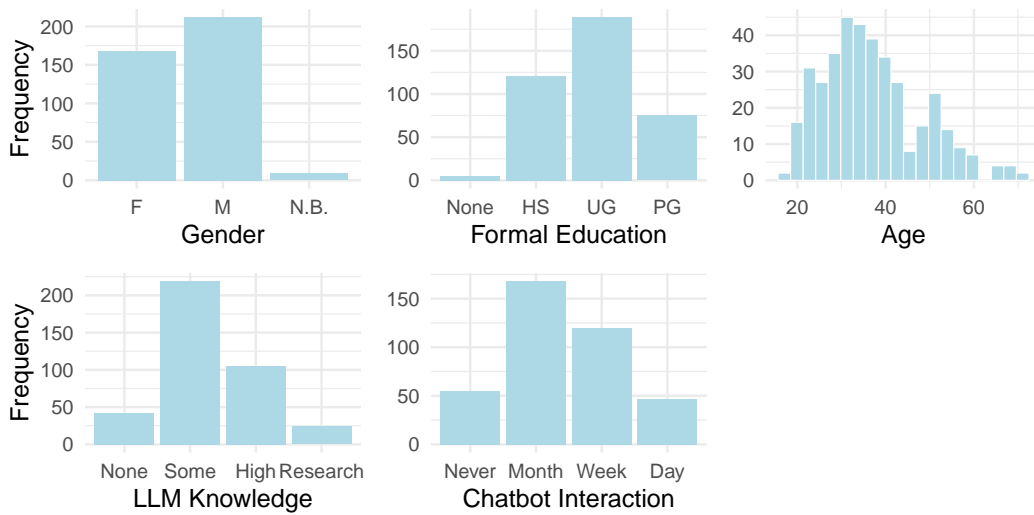 Frequency
200
150
100
50
0
F M N.B.
Gender
150
100
50
0
None HS UG PG
Formal Education
40
20
0
20 40 60
Age
Frequency
200
150
100
50
0
None Some High Research
LLM Knowledge
150
100
50
0
Never Month Week Day
Chatbot Interaction